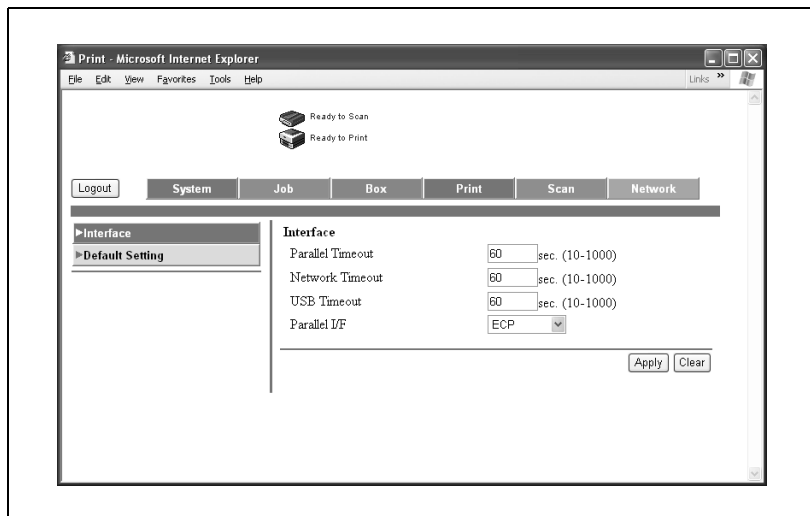 Print - Microsoft Internet Explorer
File Edit View Favorites Tools Help Links »
Ready to Scan
Ready to Print
Logout System Job Box Print Scan Network
Interface
Default Setting
Interface
Parallel Timeout 60 sec. (10-1000)
Network Timeout 60 sec. (10-1000)
USB Timeout 60 sec. (10-1000)
Parallel I/F ECP
Apply Clear